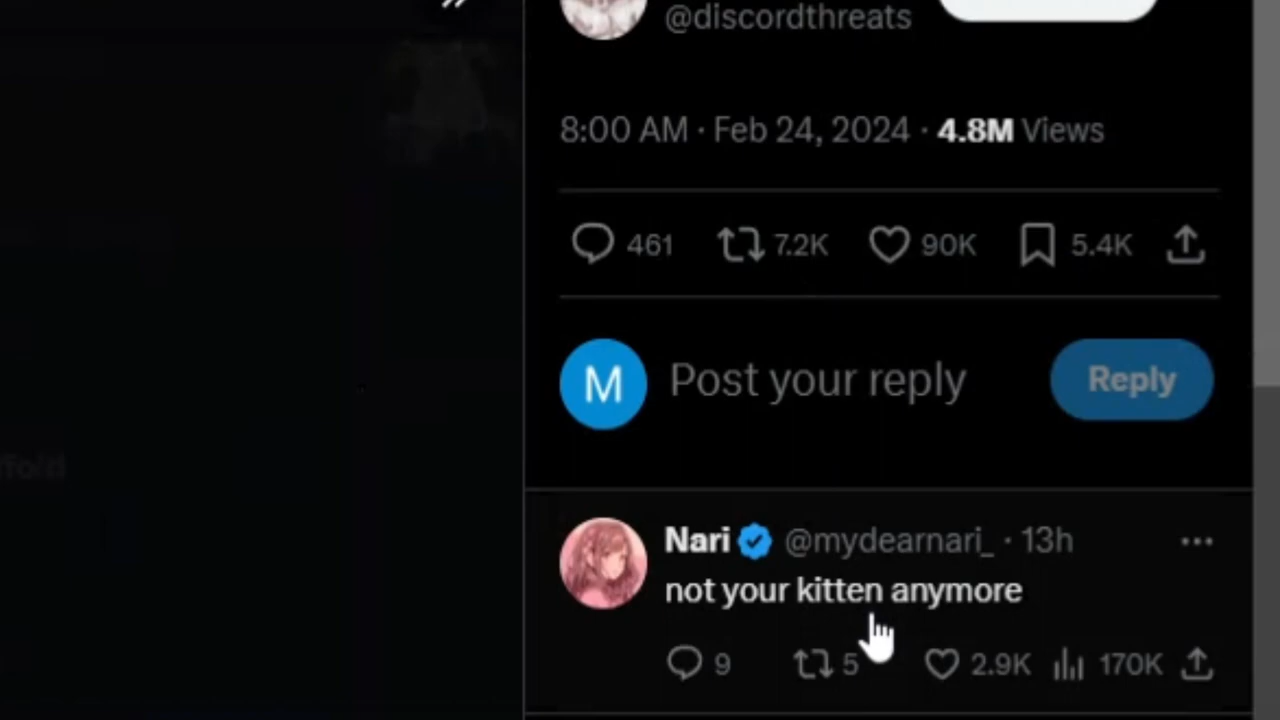 @discordthreats
8:00 AM · Feb 24, 2024 · 4.8M Views
461 7.2K 90K 5.4K
M Post your reply Reply
Nari @mydearnari_ · 13h
not your kitten anymore
9 5 2.9K 170K